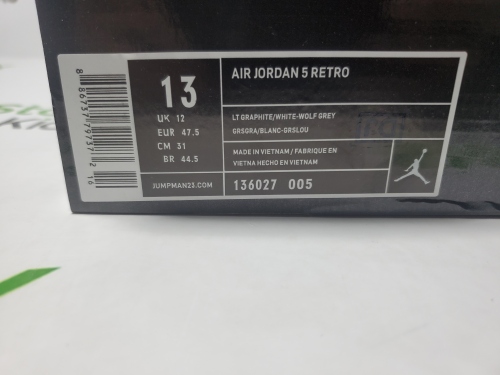 AIR JORDAN 5 RETRO
13
UK 12
EUR 47.5
CM 31
BR 44.5
JUMPMAN23.COM
LT GRAPHITE/WHITE-WOLF GREY
GRSGRA/BLANC-GRSLOU
MADE IN VIETNAM / FABRIQUE EN
VIETNA HECHO EN VIETNAM
136027 005